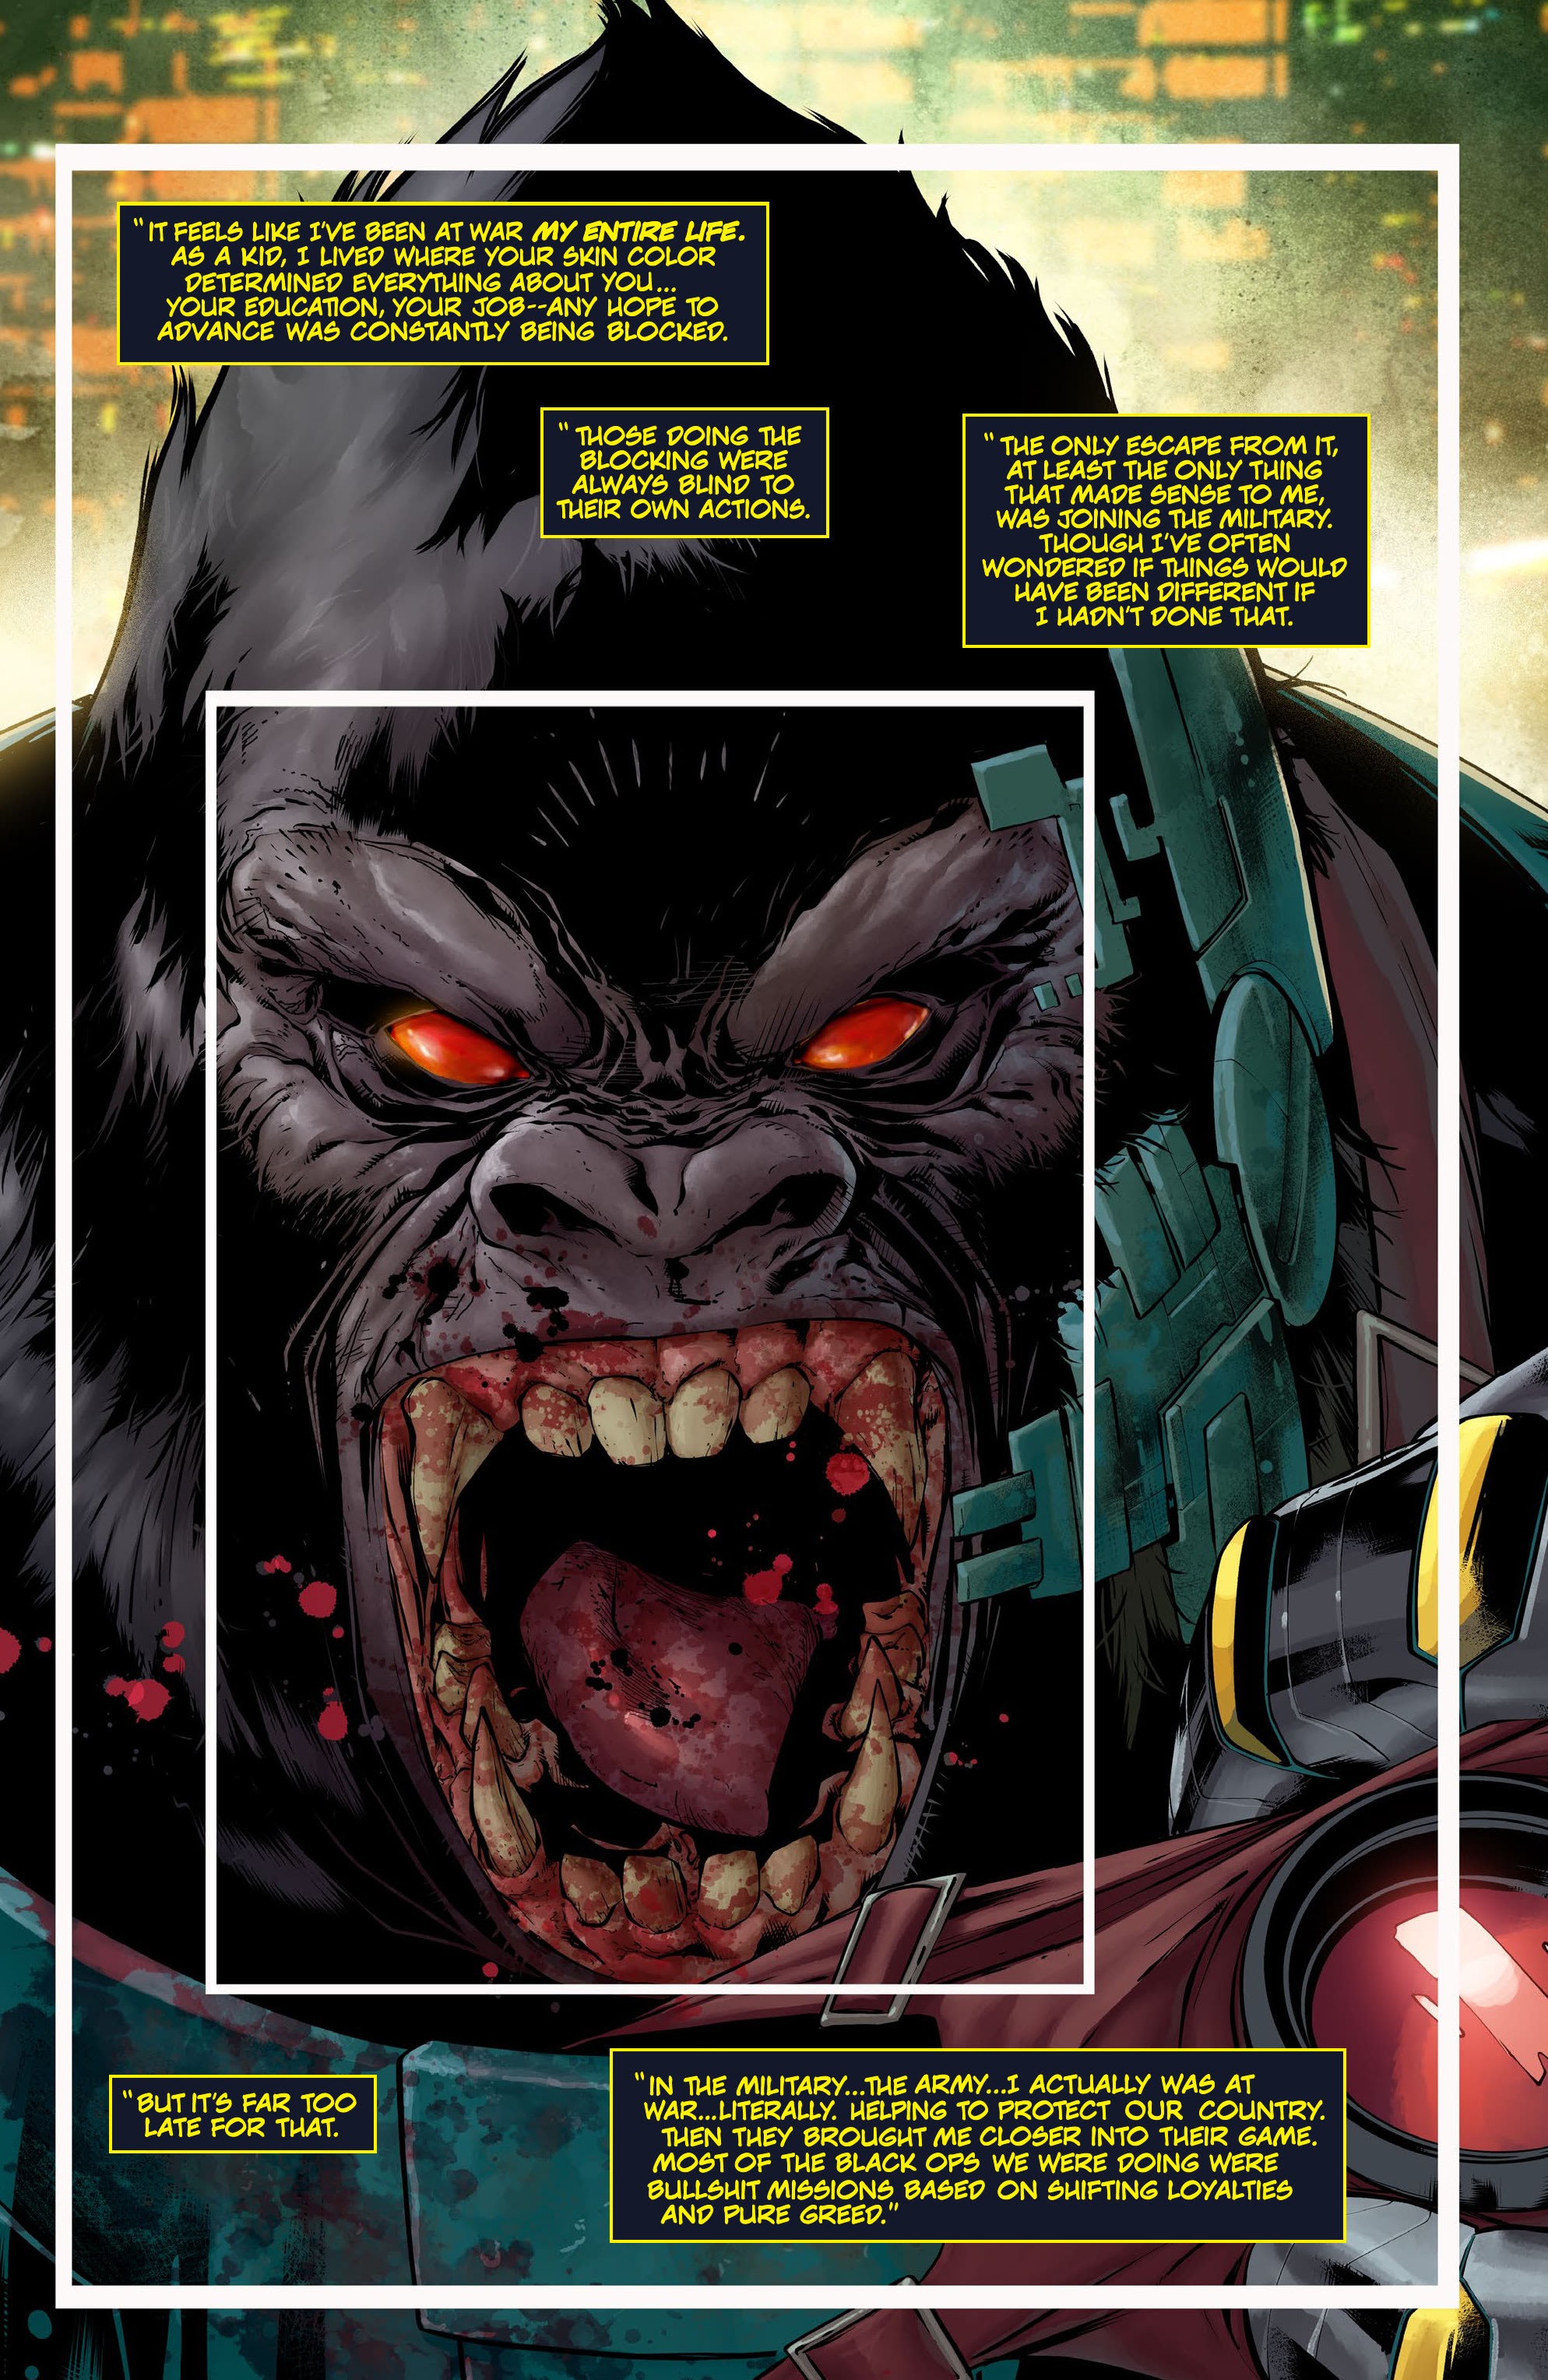 "IT FEELS LIKE I'VE BEEN AT WAR MY ENTIRE LIFE.
AS A KID, I LIVED WHERE YOUR SKIN COLOR
DETERMINED EVERYTHING ABOUT YOU...
YOUR EDUCATION, YOUR JOB--ANY HOPE TO
ADVANCE WAS CONSTANTLY BEING BLOCKED.
"THOSE DOING THE
BLOCKING WERE
ALWAYS BLIND TO
THEIR OWN ACTIONS.
"THE ONLY ESCAPE FROM IT,
AT LEAST THE ONLY THING
THAT MADE SENSE TO ME,
WAS JOINING THE MILITARY.
THOUGH I'VE OFTEN
WONDERED IF THINGS WOULD
HAVE BEEN DIFFERENT IF
I HADN'T DONE THAT.
"BUT IT'S FAR TOO
LATE FOR THAT.
"IN THE MILITARY...THE ARMY...I ACTUALLY WAS AT
WAR...LITERALLY. HELPING TO PROTECT OUR COUNTRY.
THEN THEY BROUGHT ME CLOSER INTO THEIR GAME.
MOST OF THE BLACK OPS WE WERE DOING WERE
BULLSHIT MISSIONS BASED ON SHIFTING LOYALTIES
AND PURE GREED."